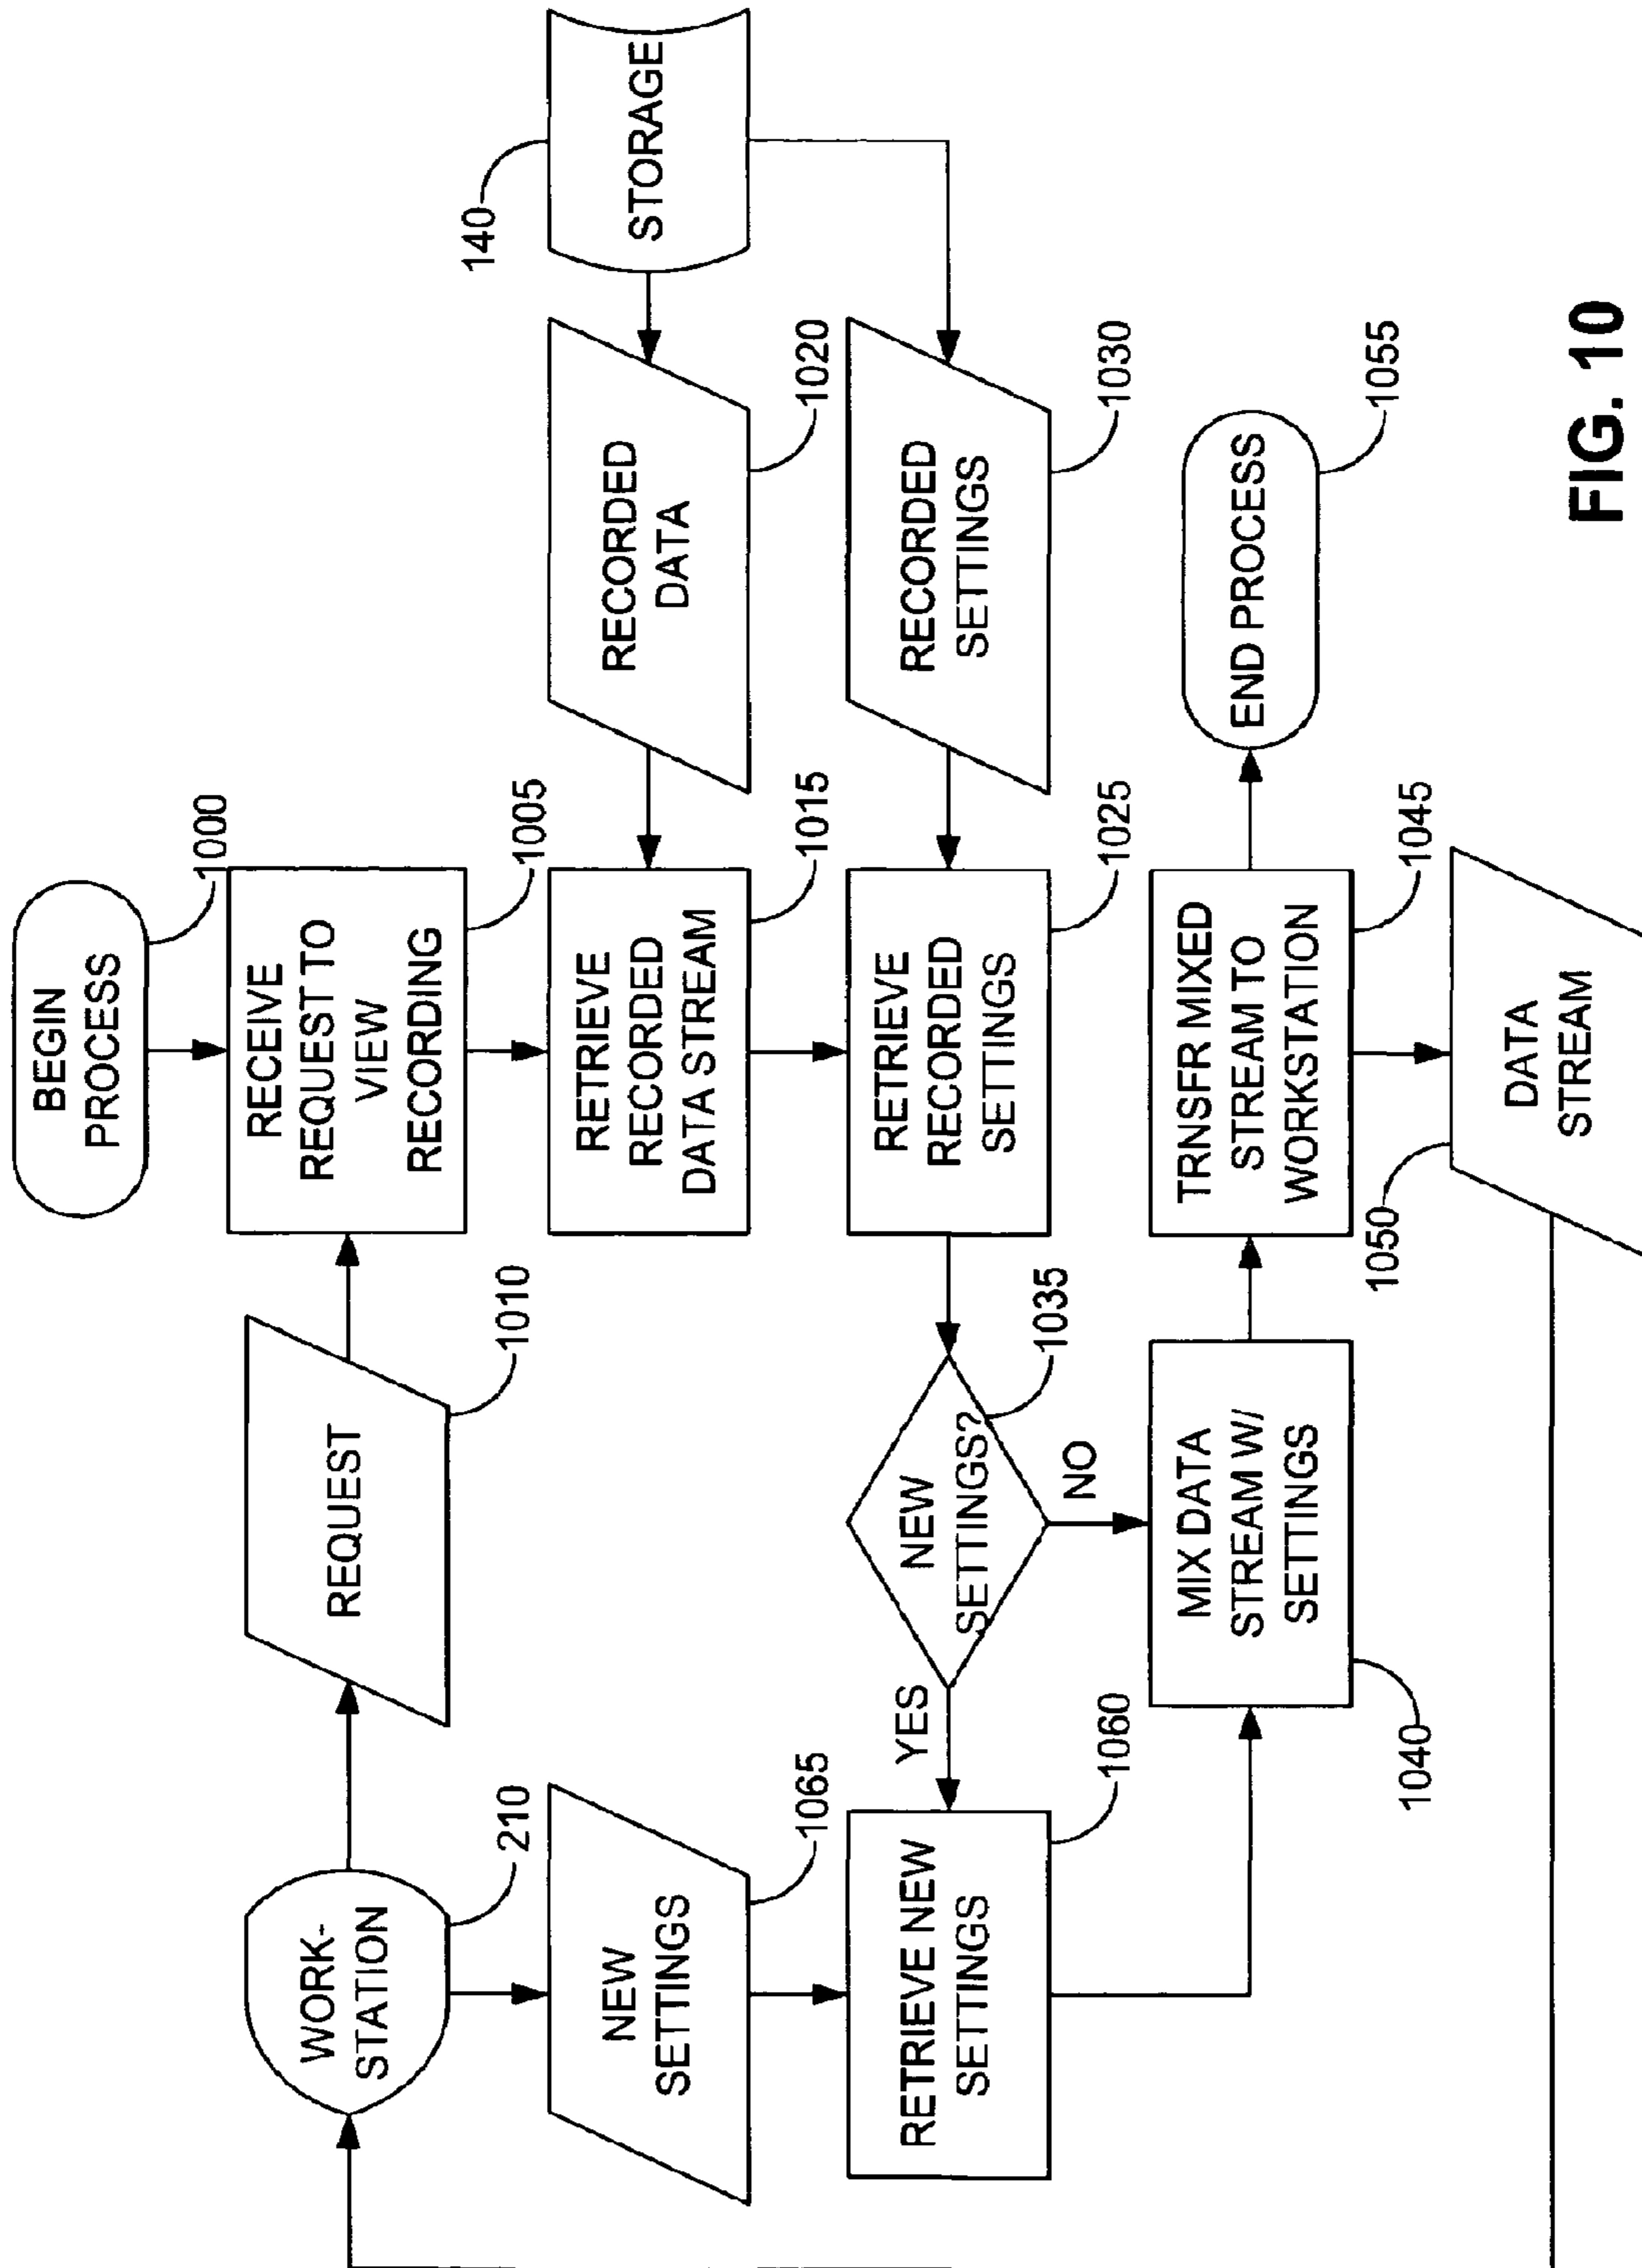 BEGIN
PROCESS
1000
RECEIVE
REQUEST TO
VIEW
RECORDING
1005
REQUEST
1010
WORK-
STATION
210
STORAGE
140
RECORDED
DATA
1020
RETRIEVE
RECORDED
DATA STREAM
1015
NEW
SETTINGS
1065
RECORDED
SETTINGS
1030
RETRIEVE
RECORDED
SETTINGS
1025
NEW
SETTINGS?
1035
YES
NO
RETRIEVE NEW
SETTINGS
1060
MIX DATA
STREAM W/
SETTINGS
1040
TRNSFR MIXED
STREAM TO
WORKSTATION
1045
END PROCESS
1055
DATA
STREAM
1050
FIG. 10